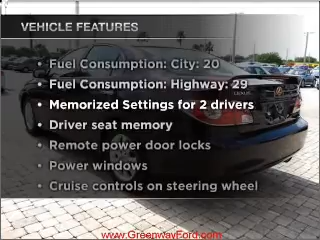 VEHICLE FEATURES
• Fuel Consumption: City: 20
• Fuel Consumption: Highway: 29
• Memorized Settings for 2 drivers
• Driver seat memory
• Remote power door locks
• Power windows
• Cruise controls on steering wheel
LEXUS
www.GreenwayFord.com